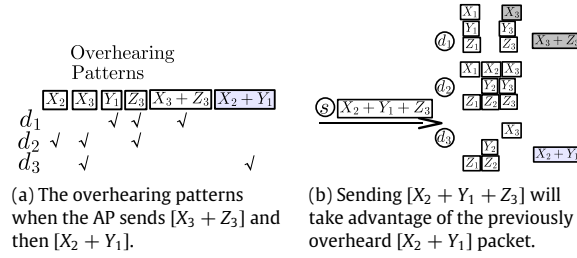 Overhearing
Patterns
X₂ X₃ Y₁ Z₃ X₃ + Z₃ X₂ + Y₁
d₁ √ √ √
d₂ √ √ √
d₃ √ √
(a) The overhearing patterns
when the AP sends [X₃ + Z₃] and
then [X₂ + Y₁].
s X₂ + Y₁ + Z₃
X₁ X₃
Y₁ Y₃
d₁ Z₁ Z₃ X₃ + Z₃
X₁ X₂ X₃
d₂ Y₂ Y₃
Z₁ Z₂ Z₃
X₃
d₃ Y₂
Z₁ Z₂ X₂ + Y₁
(b) Sending [X₂ + Y₁ + Z₃] will
take advantage of the previously
overheard [X₂ + Y₁] packet.